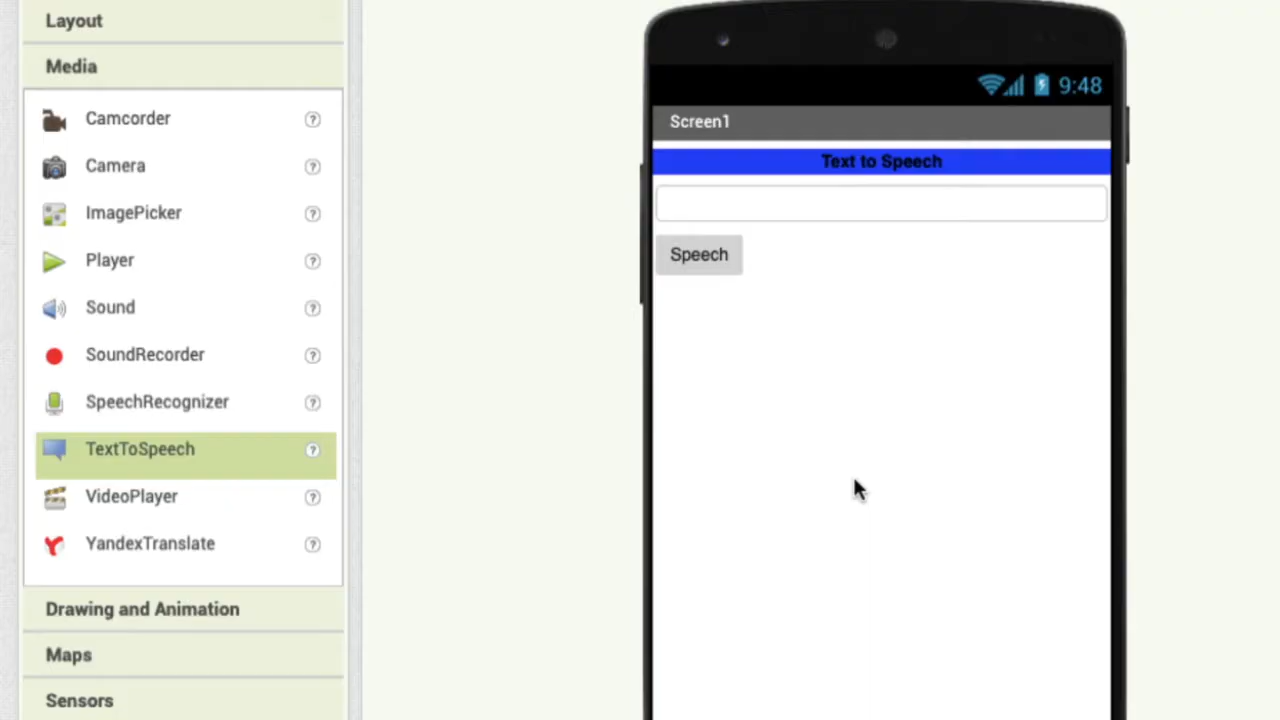 Layout
Media
Camcorder ?
Camera ?
ImagePicker ?
Player ?
Sound ?
SoundRecorder ?
SpeechRecognizer ?
TextToSpeech ?
VideoPlayer ?
YandexTranslate ?
Drawing and Animation
Maps
Sensors
9:48
Screen1
Text to Speech
Speech